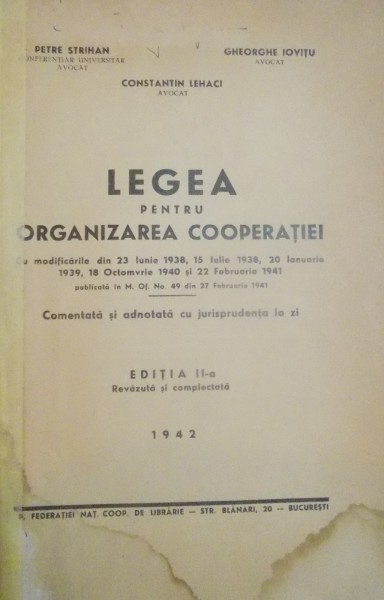 PETRE STRIHAN
CONFERENȚIAR UNIVERSITAR
AVOCAT
GHEORGHE IOVIȚU
AVOCAT
CONSTANTIN LEHACI
AVOCAT
LEGEA
PENTRU
ORGANIZAREA COOPERAȚIEI
Cu modificările din 23 Iunie 1938, 15 Iulie 1938, 20 Ianuarie
1939, 18 Octomvrie 1940 și 22 Februarie 1941
publicată în M. Of. No. 49 din 27 Februarie 1941
Comentată și adnotată cu jurisprudența la zi
EDIȚIA II-a
Revăzută și complectată
1942
FEDERAȚIEI NAȚ. COOP. DE LIBRĂRIE — STR. BLĂNARI, 20 — BUCUREȘTI